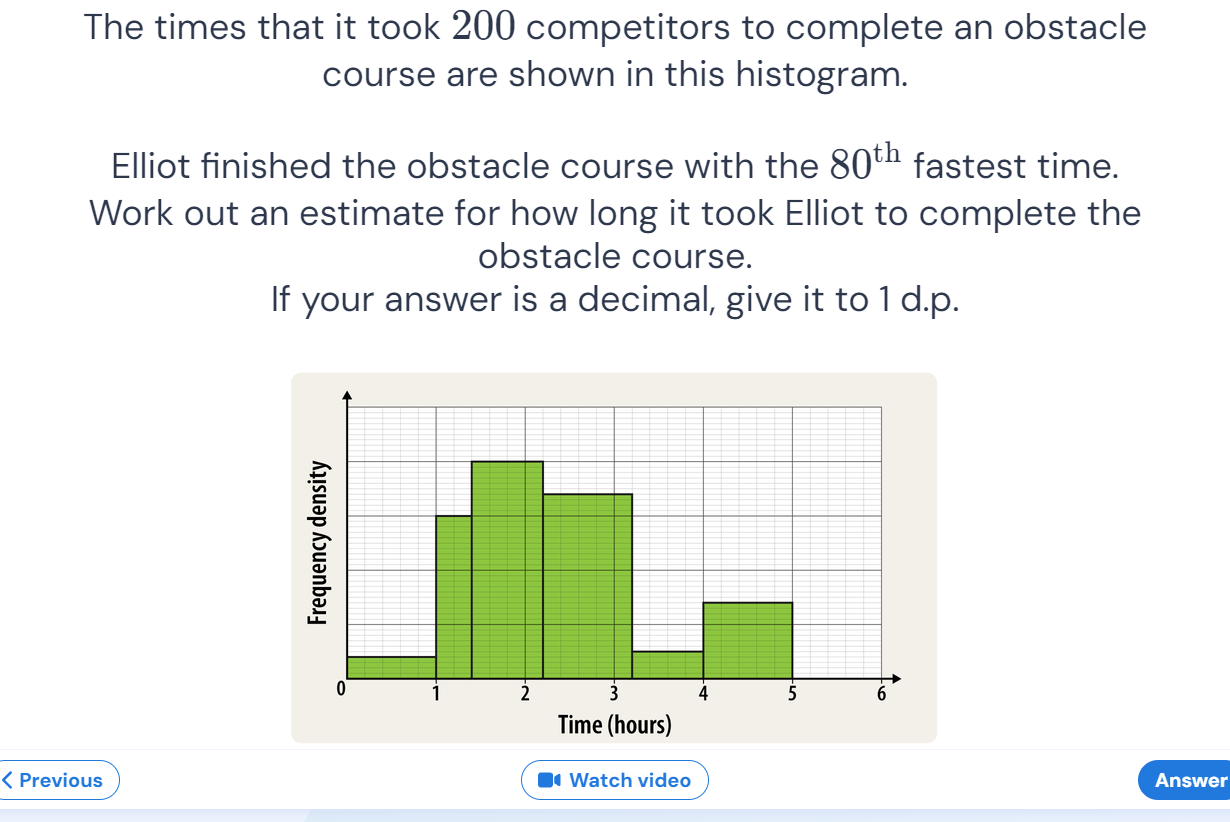 The times that it took 200 competitors to complete an obstacle
course are shown in this histogram.
Elliot finished the obstacle course with the 80th fastest time.
Work out an estimate for how long it took Elliot to complete the
obstacle course.
If your answer is a decimal, give it to 1 d.p.
Frequency density
0 1 2 3 4 5 6
Time (hours)
Previous
Watch video
Answer